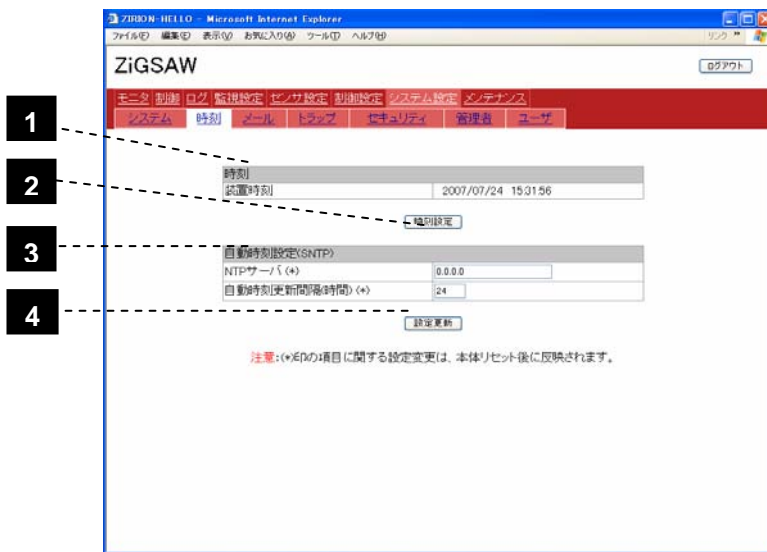 ZIRION-HELLO - Microsoft Internet Explorer
ファイル(F) 編集(E) 表示(V) お気に入り(A) ツール(T) ヘルプ(H) リンク »
ZiGSAW ログアウト
モニタ 制御 ログ 監視設定 センサ設定 制御設定 システム設定 メンテナンス
システム 時刻 メール トラップ セキュリティ 管理者 ユーザ
1
時刻
2
装置時刻 2007/07/24 15:31:56
時刻設定
3
自動時刻設定(SNTP)
NTPサーバ(*) 0.0.0.0
自動時刻更新間隔(時間)(*) 24
4
設定更新
注意:(*)印の項目に関する設定変更は、本体リセット後に反映されます。